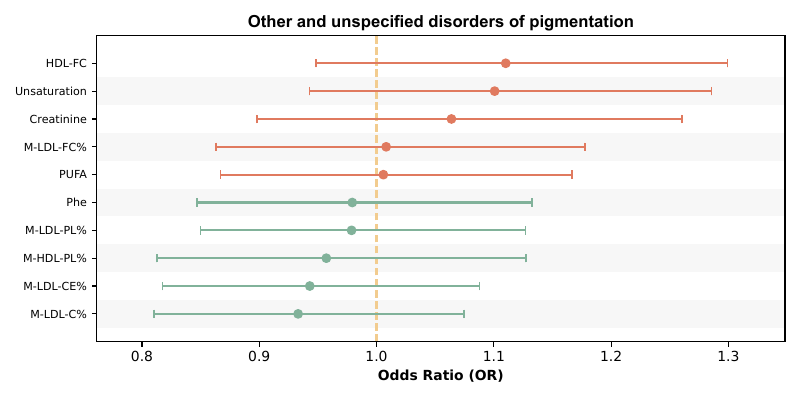 Other and unspecified disorders of pigmentation
HDL-FC
Unsaturation
Creatinine
M-LDL-FC%
PUFA
Phe
M-LDL-PL%
M-HDL-PL%
M-LDL-CE%
M-LDL-C%
0.8 0.9 1.0 1.1 1.2 1.3
Odds Ratio (OR)